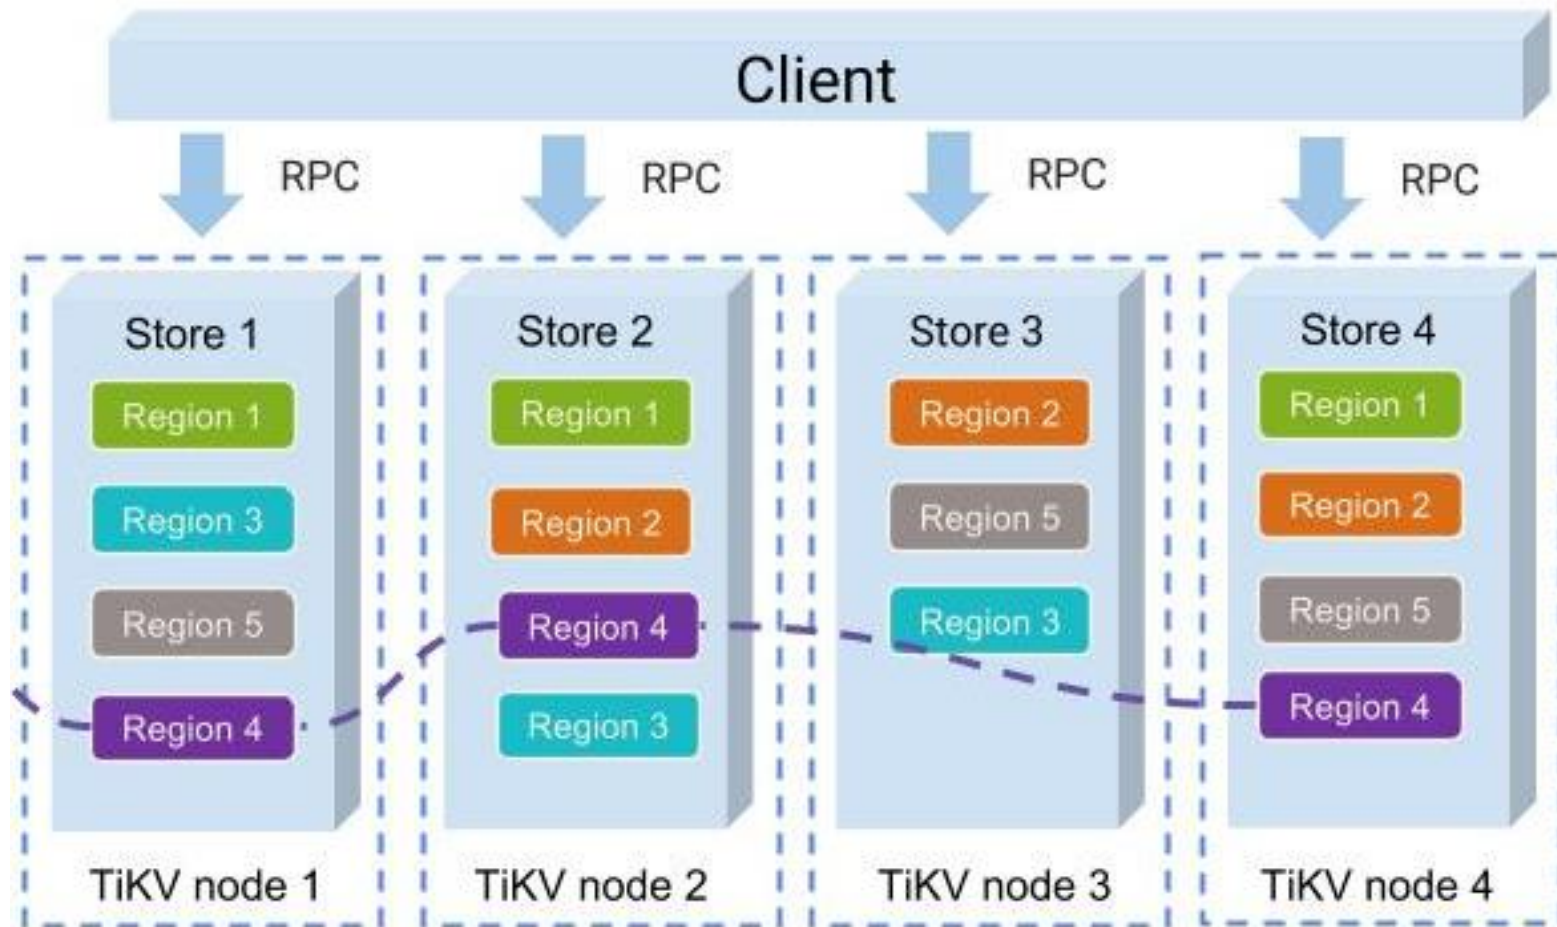 Client
RPC
RPC
RPC
RPC
Store 1
Region 1
Region 3
Region 5
Region 4
TiKV node 1
Store 2
Region 1
Region 2
Region 4
Region 3
TiKV node 2
Store 3
Region 2
Region 5
Region 3
TiKV node 3
Store 4
Region 1
Region 2
Region 5
Region 4
TiKV node 4